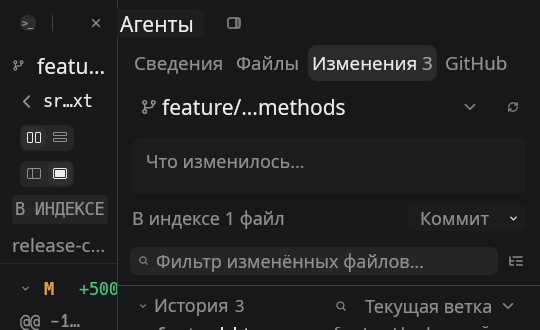 >_
Агенты
Сведения Файлы Изменения 3 GitHub
featu...
sr...xt
feature/...methods
Что изменилось...
В ИНДЕКСЕ
В индексе 1 файл
Коммит
release-c...
Фильтр изменённых файлов...
M +500
История 3
Текущая ветка
@@ -1...